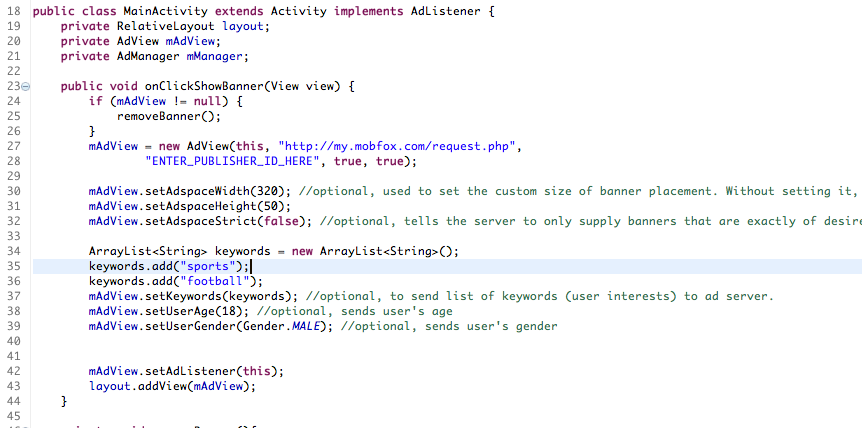 18 public class MainActivity extends Activity implements AdListener {
19     private RelativeLayout layout;
20     private AdView mAdView;
21     private AdManager mManager;
22
23     public void onClickShowBanner(View view) {
24         if (mAdView != null) {
25             removeBanner();
26         }
27         mAdView = new AdView(this, "http://my.mobfox.com/request.php",
28                 "ENTER_PUBLISHER_ID_HERE", true, true);
29
30         mAdView.setAdspaceWidth(320); //optional, used to set the custom size of banner placement. Without setting it,
31         mAdView.setAdspaceHeight(50);
32         mAdView.setAdspaceStrict(false); //optional, tells the server to only supply banners that are exactly of desire
33
34         ArrayList<String> keywords = new ArrayList<String>();
35         keywords.add("sports");
36         keywords.add("football");
37         mAdView.setKeywords(keywords); //optional, to send list of keywords (user interests) to ad server.
38         mAdView.setUserAge(18); //optional, sends user's age
39         mAdView.setUserGender(Gender.MALE); //optional, sends user's gender
40
41
42         mAdView.setAdListener(this);
43         layout.addView(mAdView);
44     }
45